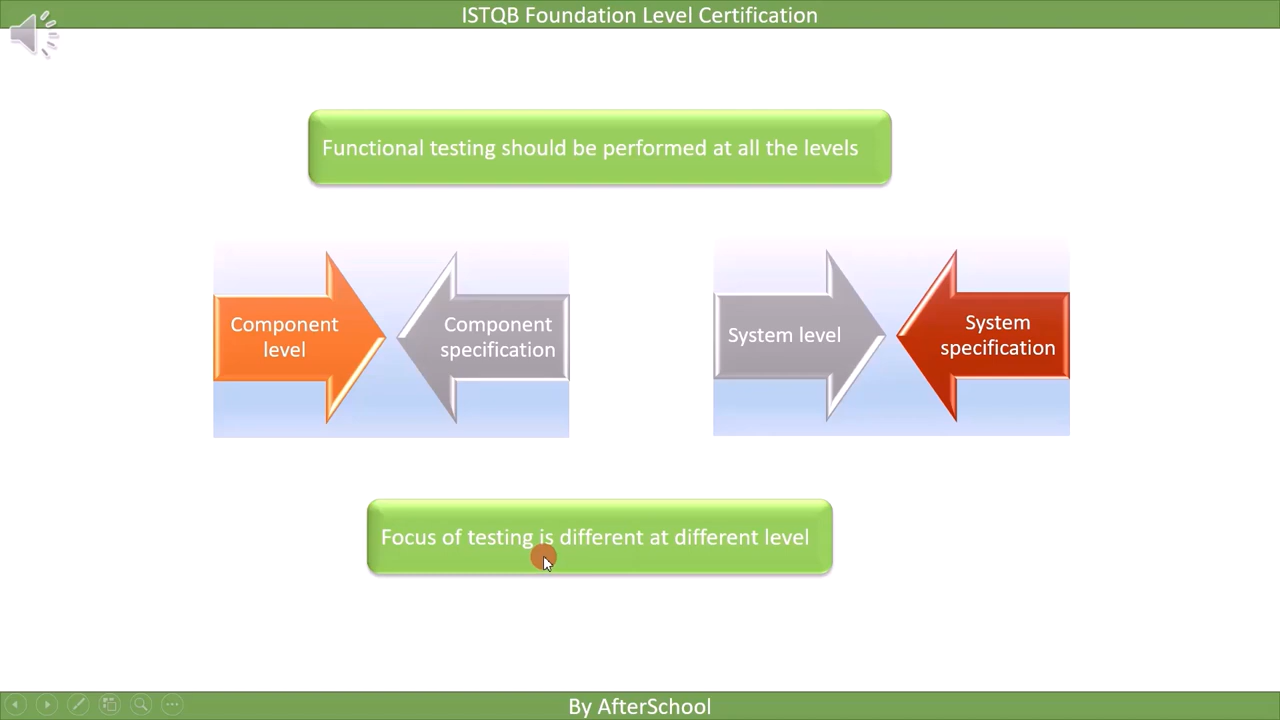 ISTQB Foundation Level Certification
Functional testing should be performed at all the levels
Component
level
Component
specification
System level
System
specification
Focus of testing is different at different level
By AfterSchool